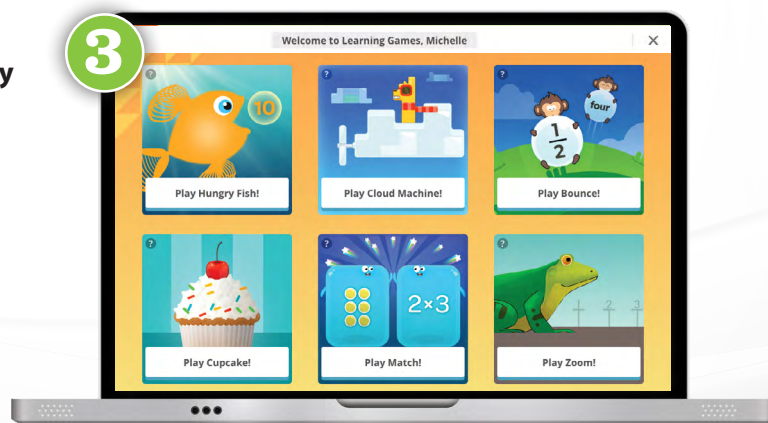 y
3
Welcome to Learning Games, Michelle
×
?
?
?
10
1
2
four
Play Hungry Fish!
Play Cloud Machine!
Play Bounce!
?
?
?
2×3
1 2 3
Play Cupcake!
Play Match!
Play Zoom!